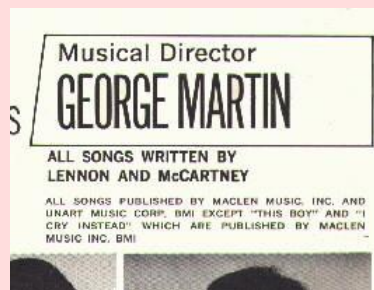 Musical Director
GEORGE MARTIN
S
ALL SONGS WRITTEN BY
LENNON AND McCARTNEY
ALL SONGS PUBLISHED BY MACLEN MUSIC, INC. AND
UNART MUSIC CORP. BMI EXCEPT "THIS BOY" AND "I
CRY INSTEAD" WHICH ARE PUBLISHED BY MACLEN
MUSIC INC. BMI